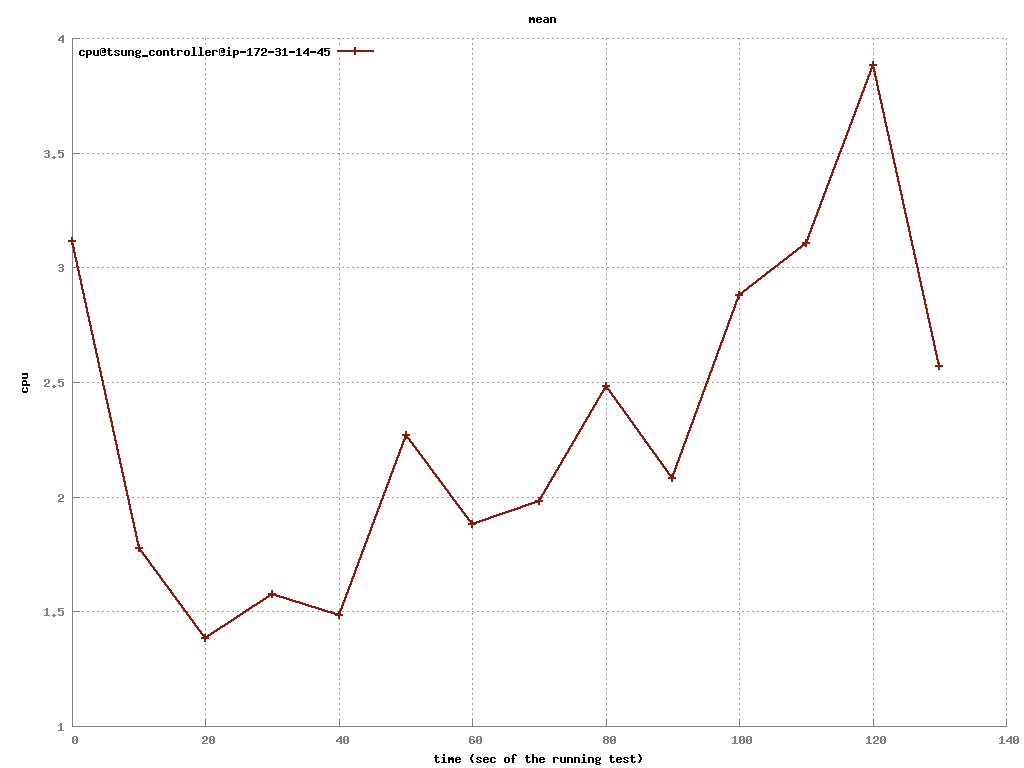 mean
cpu@tsung_controller@ip-172-31-14-45
4
3.5
3
2.5
2
1.5
1
cpu
0 20 40 60 80 100 120 140
time (sec of the running test)